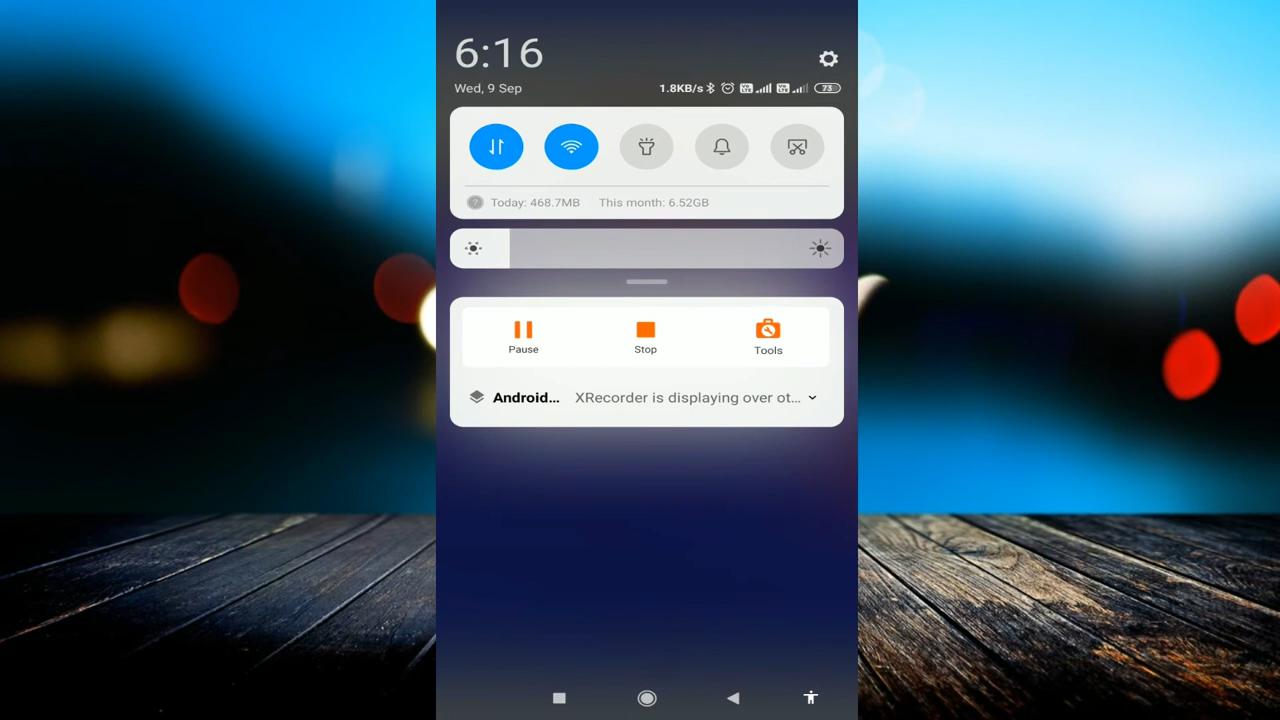 6:16
Wed, 9 Sep
1.8KB/s
73
Today: 468.7MB This month: 6.52GB
Pause Stop Tools
Android... XRecorder is displaying over ot...